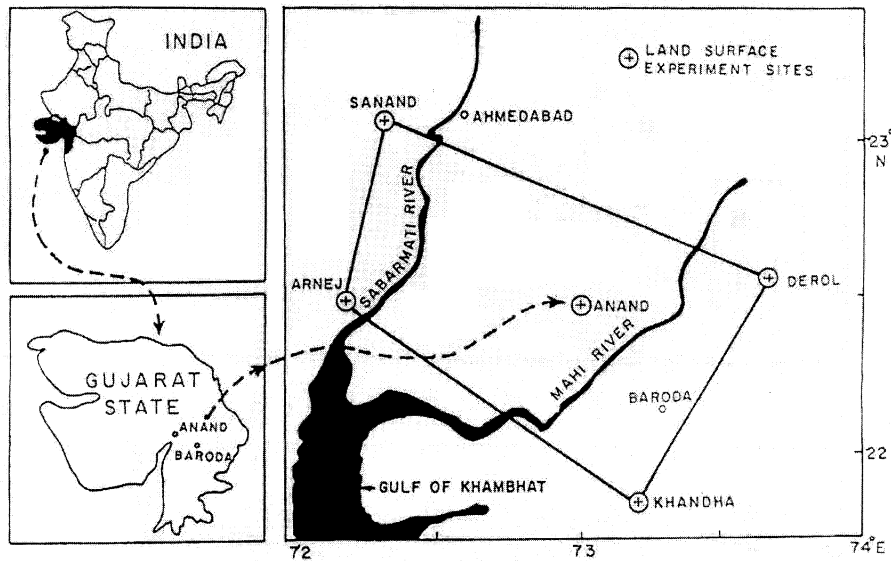 INDIA
GUJARAT
STATE
ANAND
BARODA
LAND SURFACE
EXPERIMENT SITES
SANAND
AHMEDABAD
23°
N
SABARMATI RIVER
ARNEJ
DEROL
ANAND
MAHI RIVER
BARODA
22
GULF OF KHAMBHAT
KHANDHA
72
73
74°E